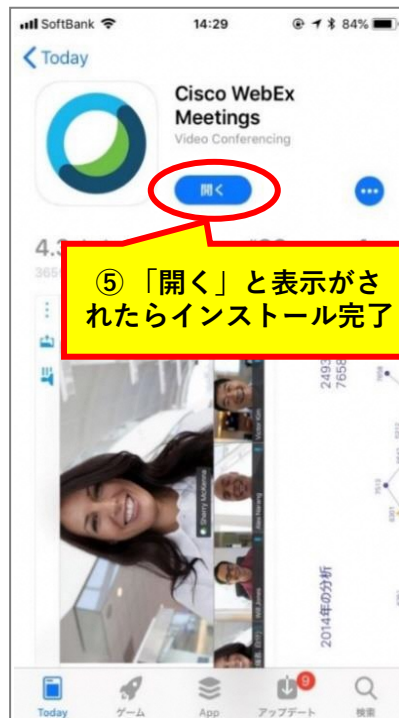 SoftBank 14:29 84%
Today
Cisco WebEx
Meetings
Video Conferencing
開く
⑤「開く」と表示がさ
れたらインストール完了
Sherry McKenna
2014年の分析
9
Today ゲーム App アップデート 検索